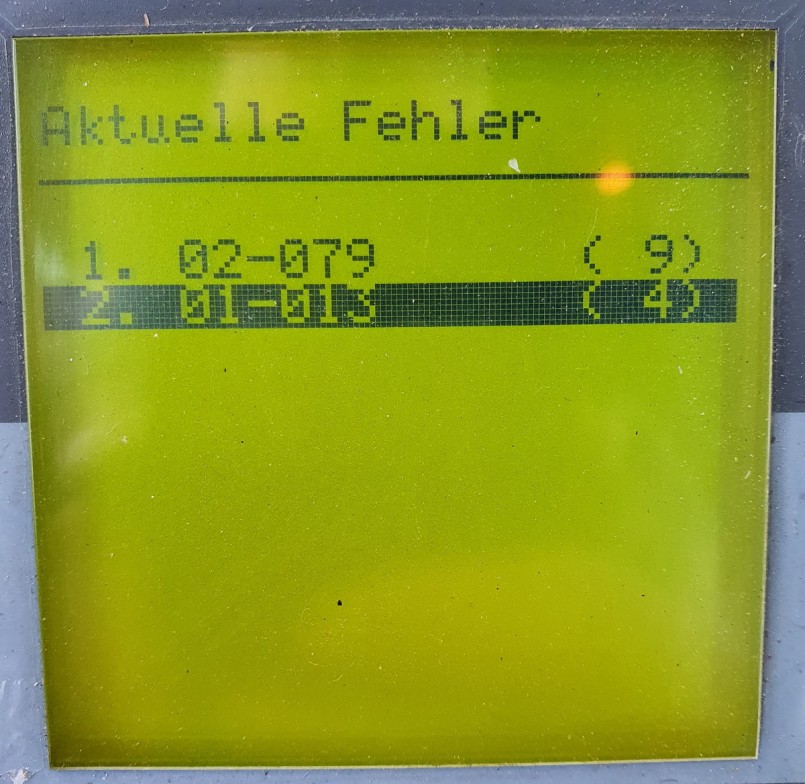 Aktuelle Fehler
1. 02-079 ( 9)
2. 01-013 ( 4)